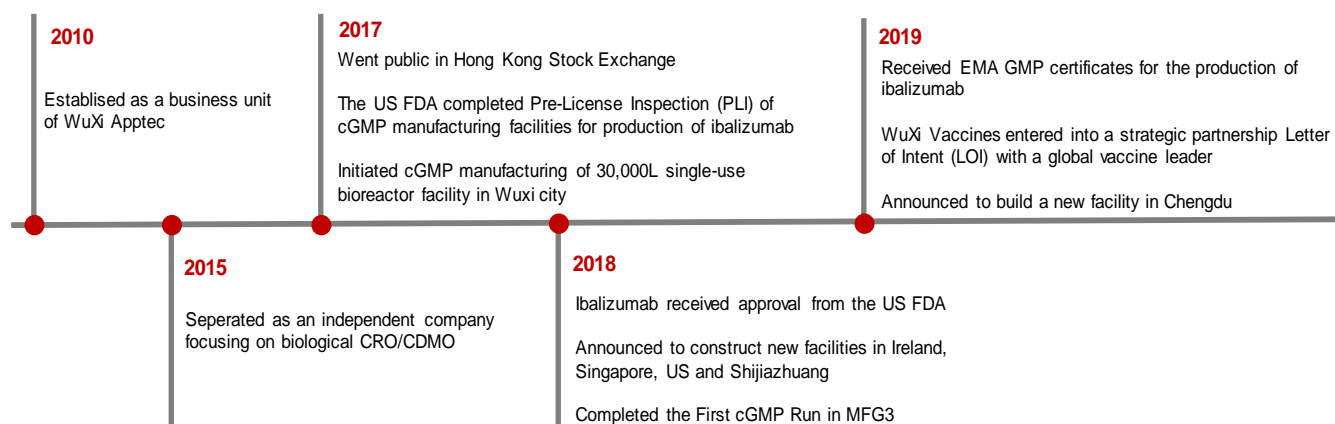 2010
Establised as a business unit
of WuXi Apptec
2015
Seperated as an independent company
focusing on biological CRO/CDMO
2017
Went public in Hong Kong Stock Exchange
The US FDA completed Pre-License Inspection (PLI) of
cGMP manufacturing facilities for production of ibalizumab
Initiated cGMP manufacturing of 30,000L single-use
bioreactor facility in Wuxi city
2018
Ibalizumab received approval from the US FDA
Announced to construct new facilities in Ireland,
Singapore, US and Shijiazhuang
Completed the First cGMP Run in MFG3
2019
Received EMA GMP certificates for the production of
ibalizumab
WuXi Vaccines entered into a strategic partnership Letter
of Intent (LOI) with a global vaccine leader
Announced to build a new facility in Chengdu